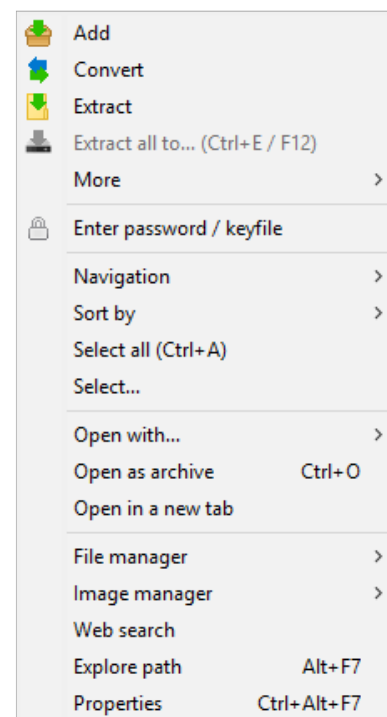 Add
Convert
Extract
Extract all to... (Ctrl+E / F12)
More
Enter password / keyfile
Navigation
Sort by
Select all (Ctrl+A)
Select...
Open with...
Open as archive Ctrl+O
Open in a new tab
File manager
Image manager
Web search
Explore path Alt+F7
Properties Ctrl+Alt+F7